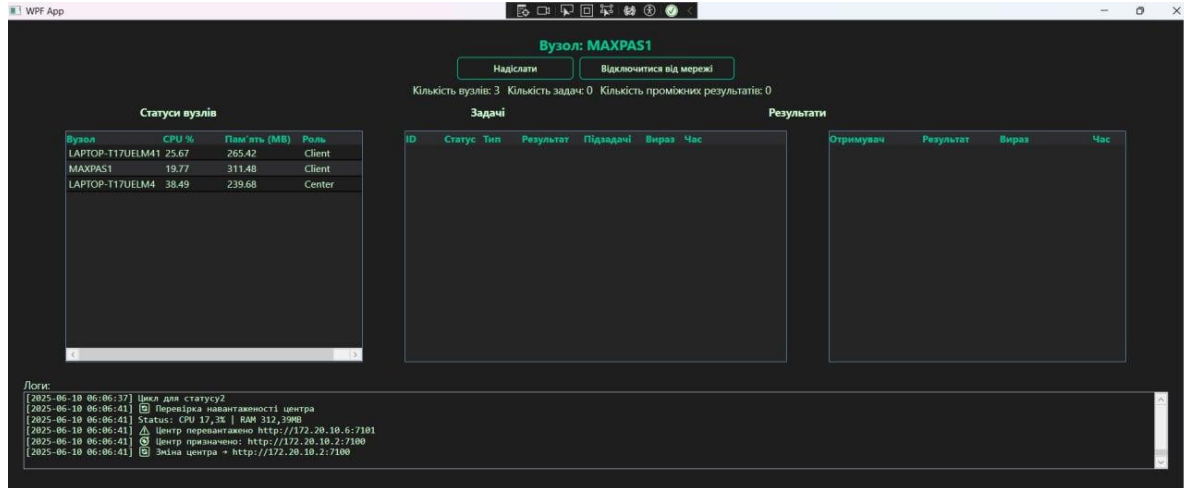 WPF App
Вузол: MAXPAS1
Надіслати Відключитися від мережі
Кількість вузлів: 3 Кількість задач: 0 Кількість проміжних результатів: 0
Статуси вузлів Задачі Результати
Вузол CPU % Пам'ять (MB) Роль ID Статус Тип Результат Підзадачі Вираз Час Отримувач Результат Вираз Час
LAPTOP-T17UELM41 25.67 265.42 Client
MAXPAS1 19.77 311.48 Client
LAPTOP-T17UELM4 38.49 239.68 Center
Логи:
[2025-06-10 06:06:37] Цикл для статусу2
[2025-06-10 06:06:41] Перевірка навантаженості центра
[2025-06-10 06:06:41] Status: CPU 17,3% | RAM 312,39MB
[2025-06-10 06:06:41] ⚠ Центр перевантажено http://172.20.10.6:7101
[2025-06-10 06:06:41] Центр призначено: http://172.20.10.2:7100
[2025-06-10 06:06:41] Зміна центра → http://172.20.10.2:7100